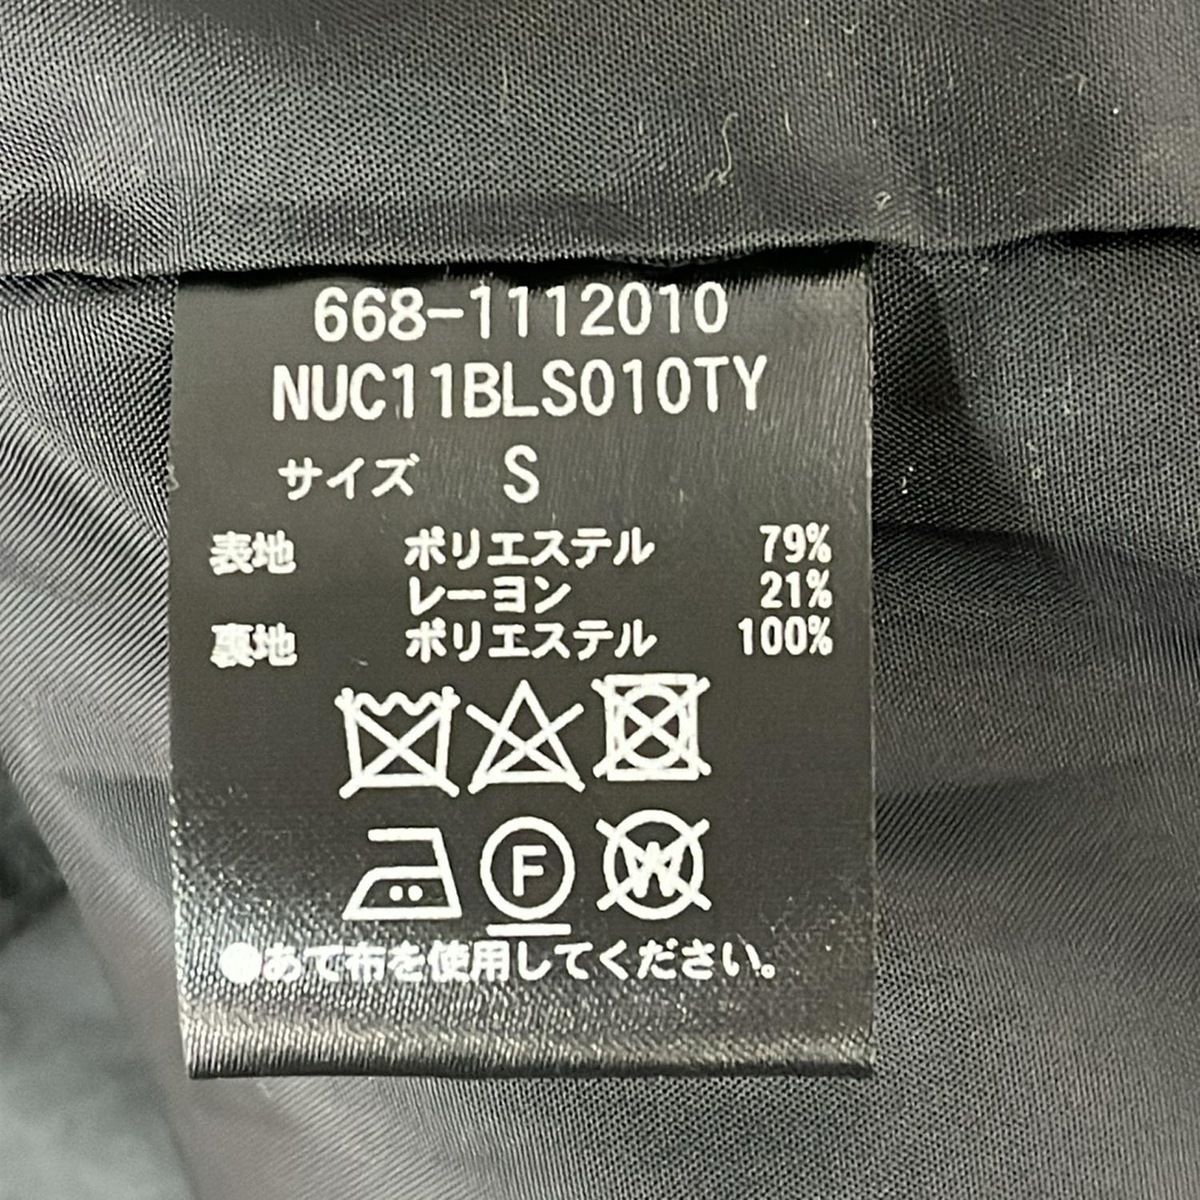 668-1112010
NUC11BLS010TY
サイズ S
表地 ポリエステル 79%
レーヨン 21%
裏地 ポリエステル 100%
F W
●あて布を使用してください。